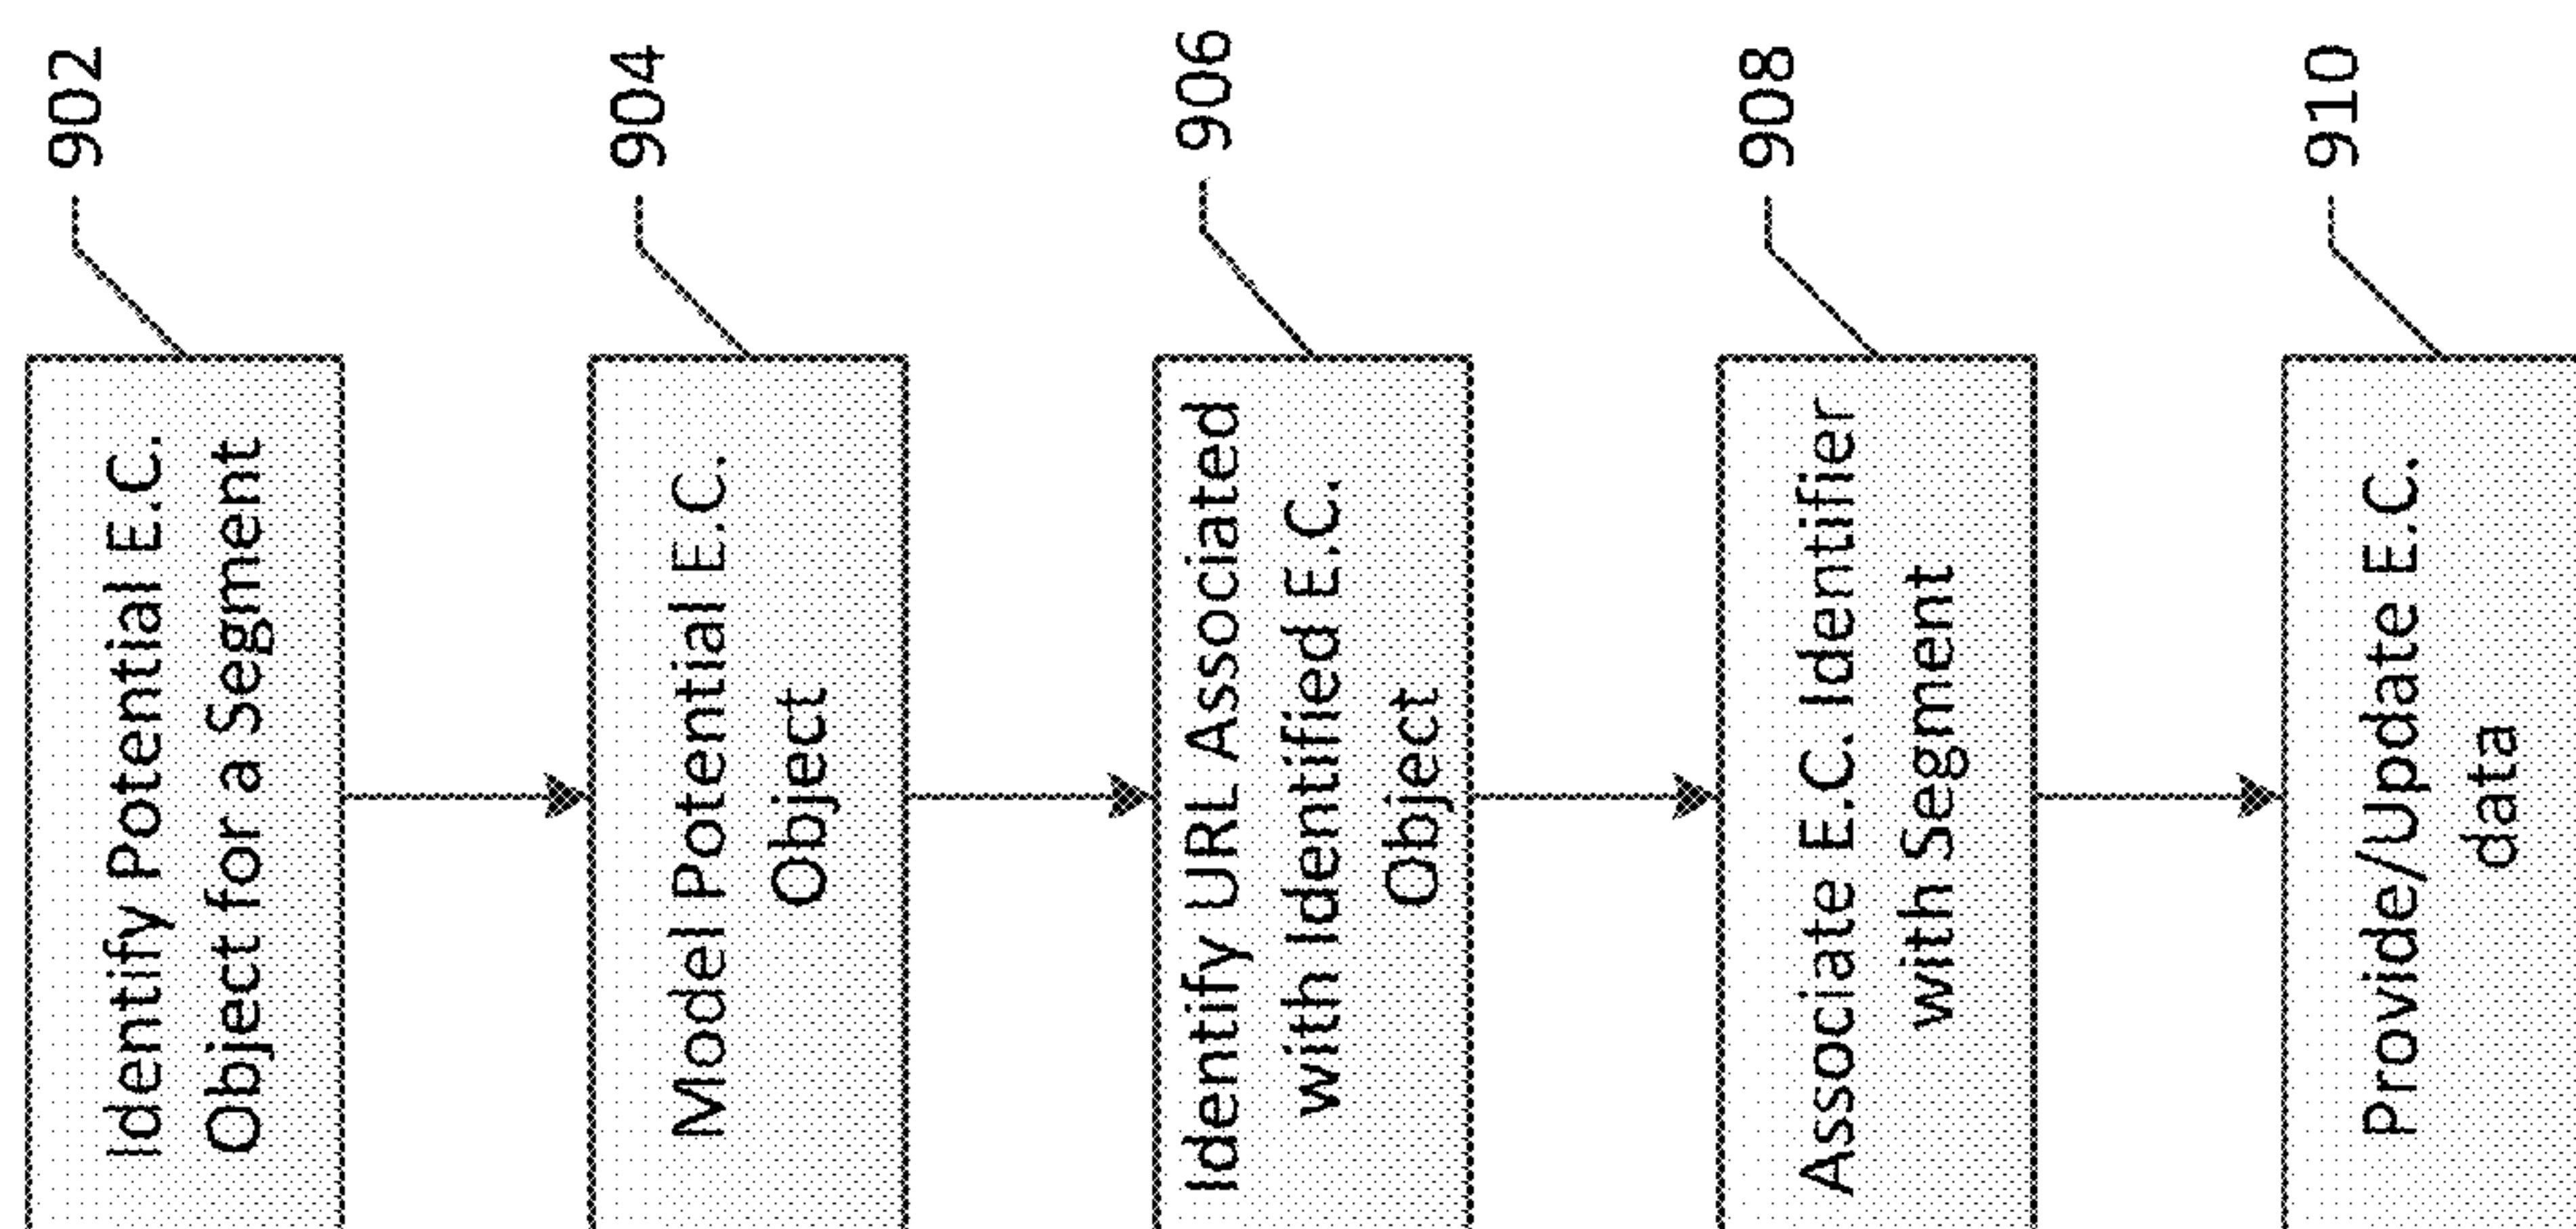 902
Identify Potential E.C.
Object for a Segment
904
Model Potential E.C.
Object
906
Identify URL Associated
with Identified E.C.
Object
908
Associate E.C. Identifier
with Segment
910
Provide/Update E.C.
data